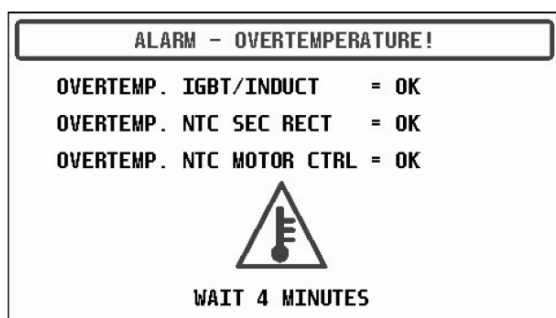 ALARM - OVERTEMPERATURE!
OVERTEMP. IGBT/INDUCT = OK
OVERTEMP. NTC SEC RECT = OK
OVERTEMP. NTC MOTOR CTRL = OK
WAIT 4 MINUTES